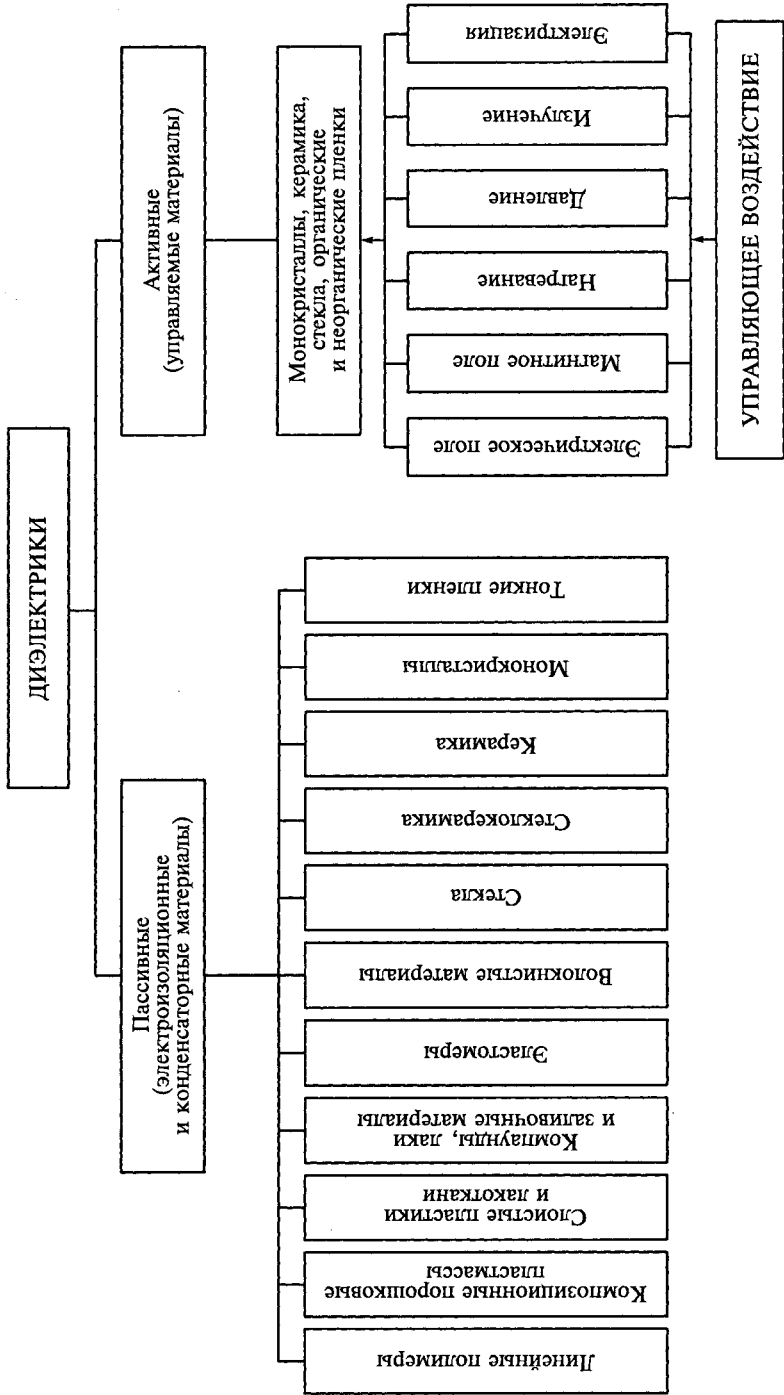 ДИЭЛЕКТРИКИ
Пассивные
(электроизоляционные
и конденсаторные материалы)
Линейные полимеры
Композиционные порошковые
пластмассы
Слоистые пластики
и лакоткани
Компаунды, лаки
и заливочные материалы
Эластомеры
Волокнистые материалы
Стекла
Стеклокерамика
Керамика
Монокристаллы
Тонкие пленки
Активные
(управляемые материалы)
Монокристаллы, керамика,
стекла, органические
и неорганические пленки
Электрическое поле
Магнитное поле
Нагревание
Давление
Излучение
Электризация
УПРАВЛЯЮЩЕЕ ВОЗДЕЙСТВИЕ